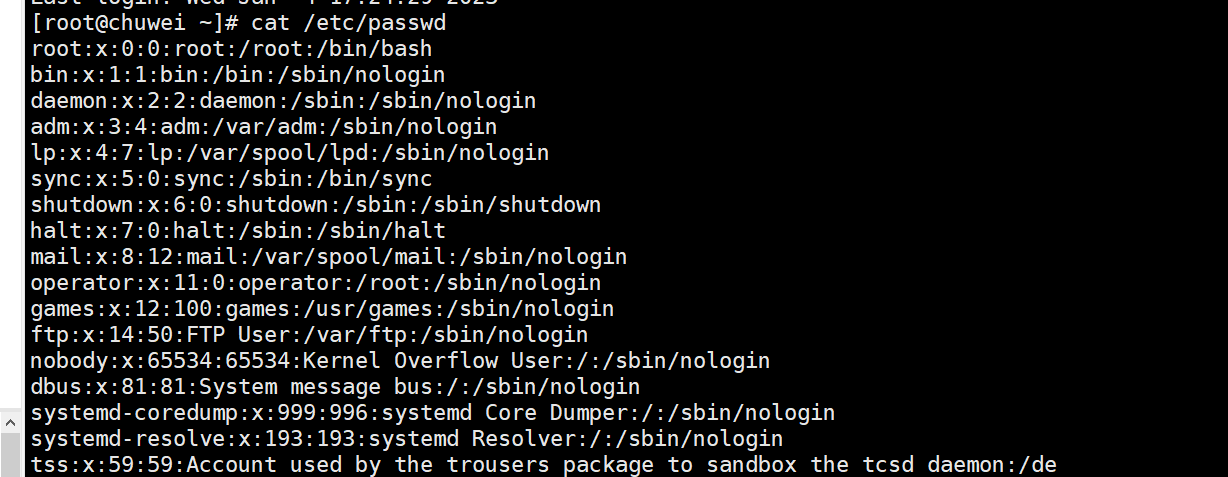 [root@chuwei ~]# cat /etc/passwd
root:x:0:0:root:/root:/bin/bash
bin:x:1:1:bin:/bin:/sbin/nologin
daemon:x:2:2:daemon:/sbin:/sbin/nologin
adm:x:3:4:adm:/var/adm:/sbin/nologin
lp:x:4:7:lp:/var/spool/lpd:/sbin/nologin
sync:x:5:0:sync:/sbin:/bin/sync
shutdown:x:6:0:shutdown:/sbin:/sbin/shutdown
halt:x:7:0:halt:/sbin:/sbin/halt
mail:x:8:12:mail:/var/spool/mail:/sbin/nologin
operator:x:11:0:operator:/root:/sbin/nologin
games:x:12:100:games:/usr/games:/sbin/nologin
ftp:x:14:50:FTP User:/var/ftp:/sbin/nologin
nobody:x:65534:65534:Kernel Overflow User:/:/sbin/nologin
dbus:x:81:81:System message bus:/:/sbin/nologin
systemd-coredump:x:999:996:systemd Core Dumper:/:/sbin/nologin
systemd-resolve:x:193:193:systemd Resolver:/:/sbin/nologin
tss:x:59:59:Account used by the trousers package to sandbox the tcsd daemon:/de